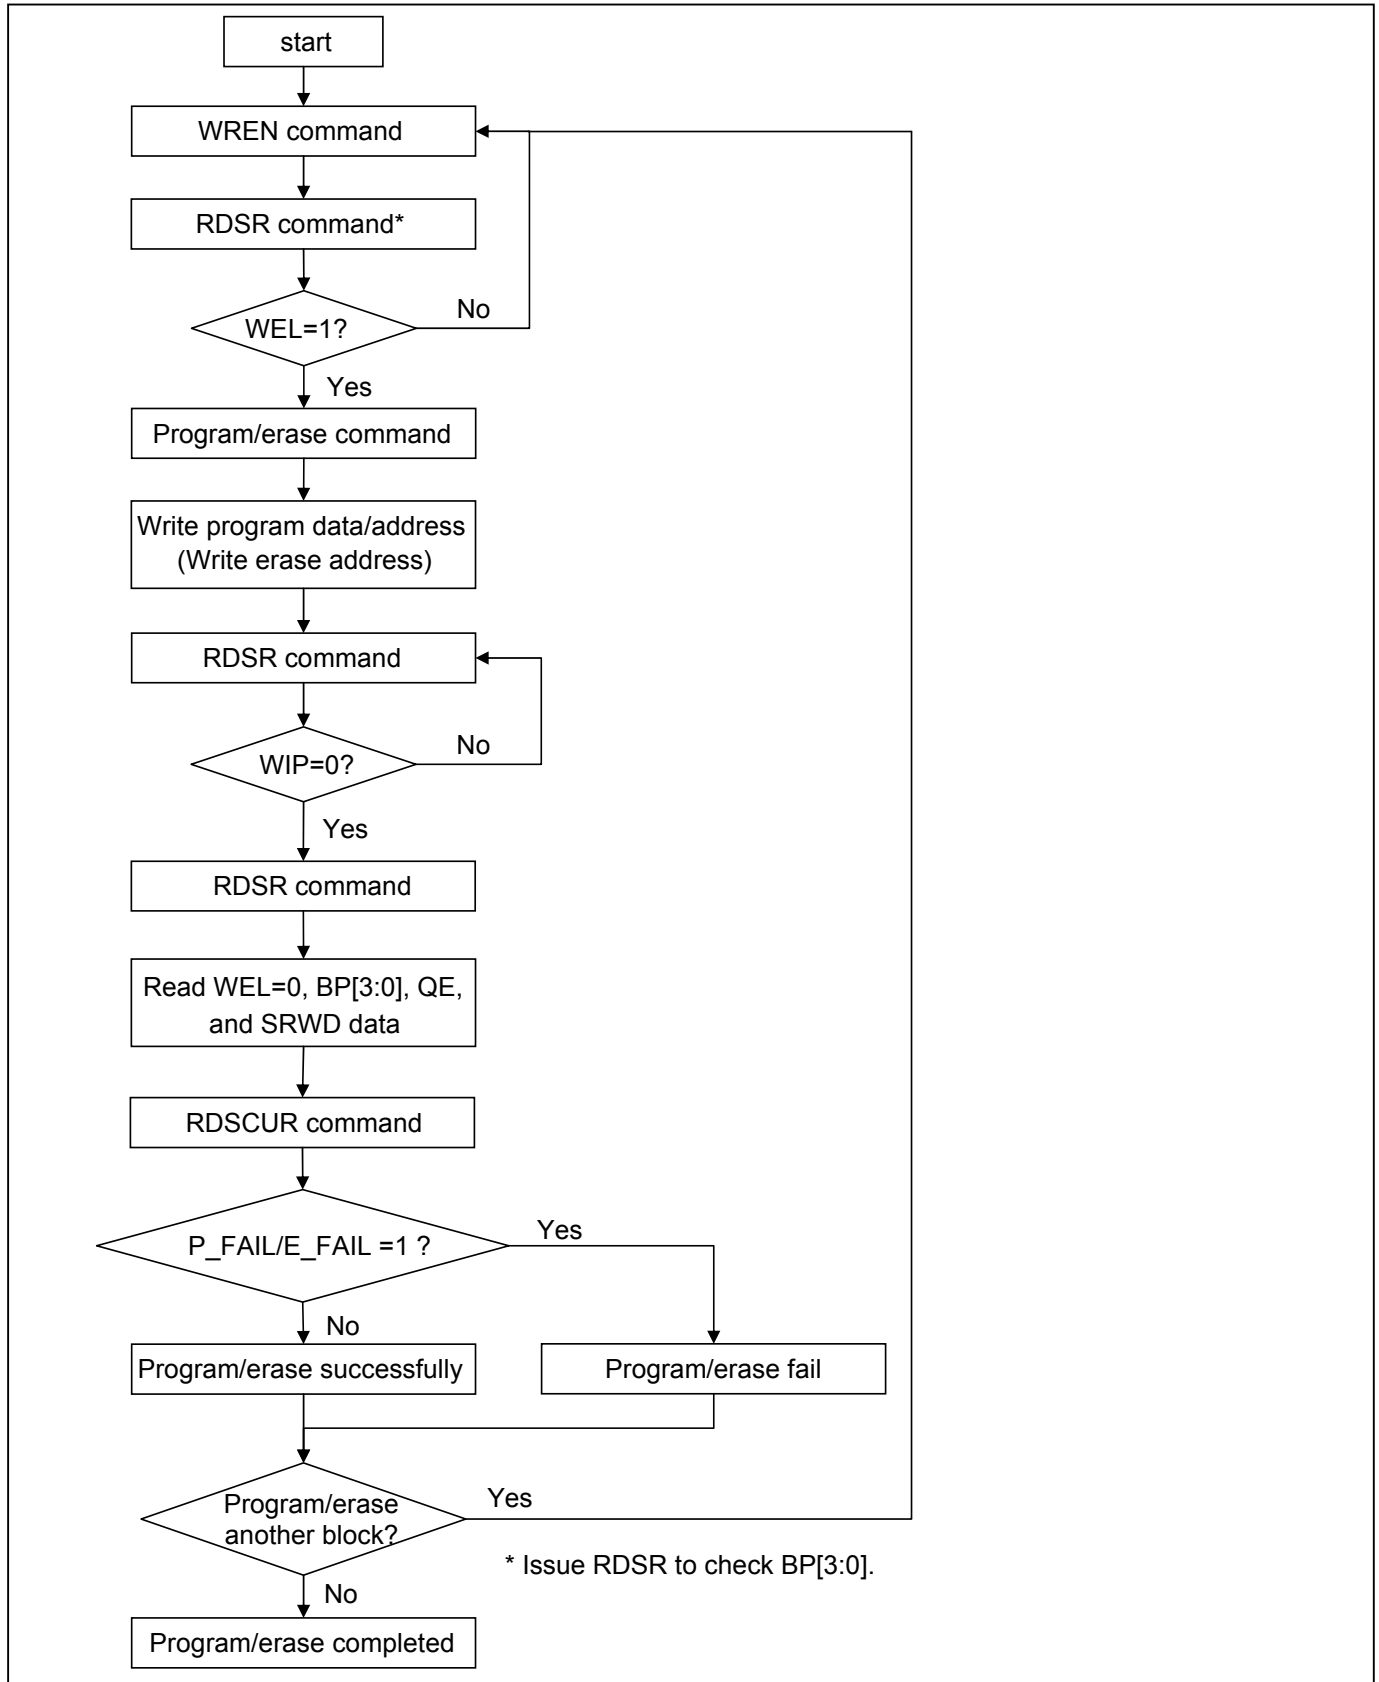 start
WREN command
RDSR command*
WEL=1?
No
Yes
Program/erase command
Write program data/address
(Write erase address)
RDSR command
WIP=0?
No
Yes
RDSR command
Read WEL=0, BP[3:0], QE,
and SRWD data
RDSCUR command
P_FAIL/E_FAIL =1 ?
Yes
No
Program/erase successfully
Program/erase fail
Program/erase
another block?
Yes
* Issue RDSR to check BP[3:0].
No
Program/erase completed